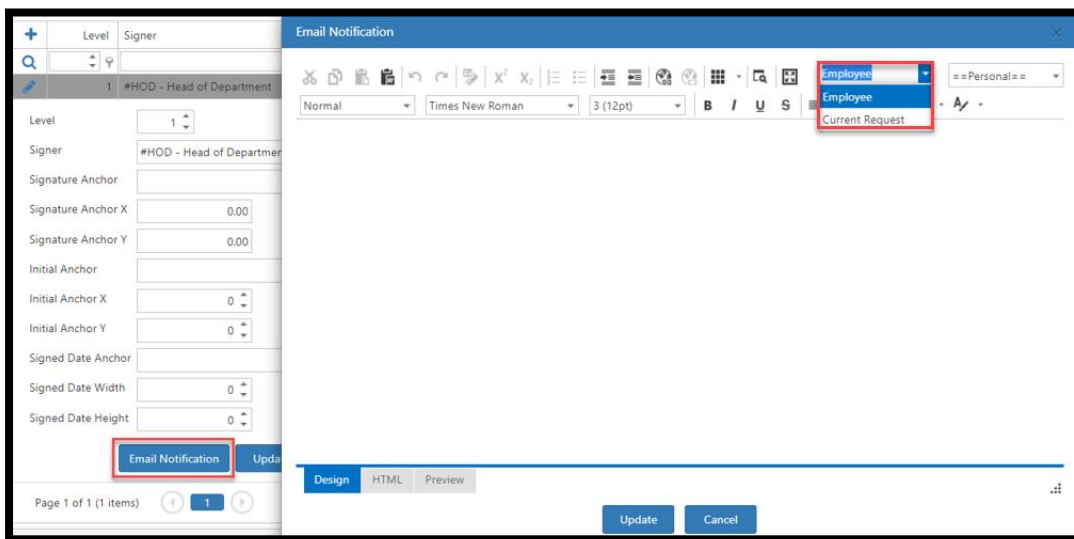 Level Signer
1 #HOD - Head of Department
Level 1
Signer #HOD - Head of Departmen
Signature Anchor
Signature Anchor X 0.00
Signature Anchor Y 0.00
Initial Anchor
Initial Anchor X 0
Initial Anchor Y 0
Signed Date Anchor
Signed Date Width 0
Signed Date Height 0
Email Notification Upda
Page 1 of 1 (1 items) 1
Email Notification
Employee ==Personal==
Normal Times New Roman 3 (12pt) B I U S
Employee
Current Request
Design HTML Preview
Update Cancel